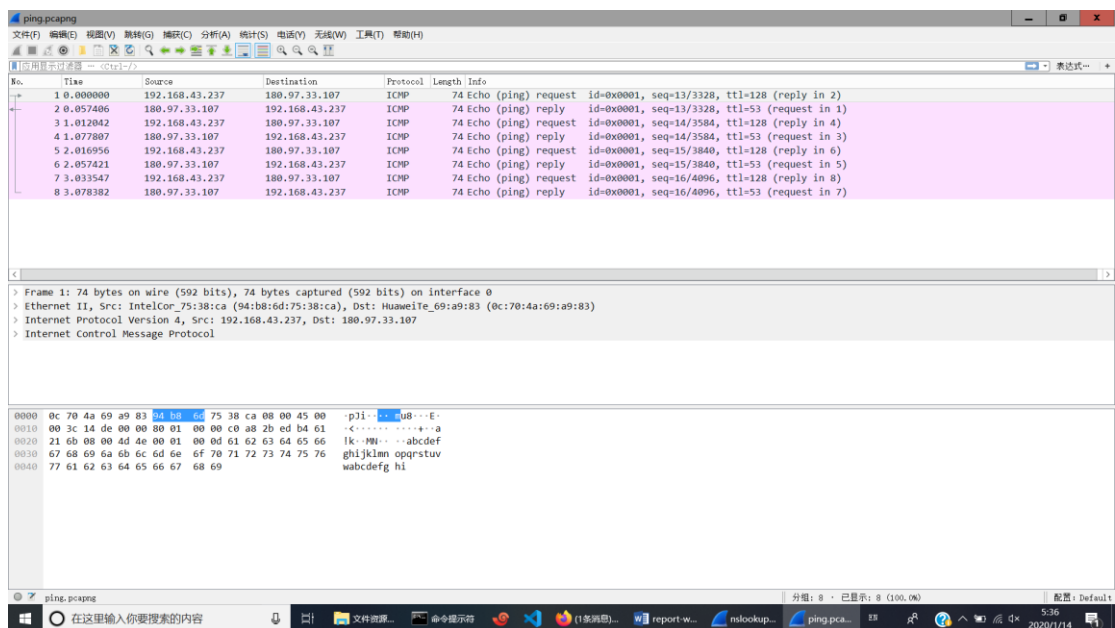 ping.pcapng
文件(F) 编辑(E) 视图(V) 跳转(G) 捕获(C) 分析(A) 统计(S) 电话(Y) 无线(W) 工具(T) 帮助(H)
应用显示过滤器 … <Ctrl-/> 表达式… +
No. Time Source Destination Protocol Length Info
1 0.000000 192.168.43.237 180.97.33.107 ICMP 74 Echo (ping) request id=0x0001, seq=13/3328, ttl=128 (reply in 2)
2 0.057406 180.97.33.107 192.168.43.237 ICMP 74 Echo (ping) reply id=0x0001, seq=13/3328, ttl=53 (request in 1)
3 1.012042 192.168.43.237 180.97.33.107 ICMP 74 Echo (ping) request id=0x0001, seq=14/3584, ttl=128 (reply in 4)
4 1.077807 180.97.33.107 192.168.43.237 ICMP 74 Echo (ping) reply id=0x0001, seq=14/3584, ttl=53 (request in 3)
5 2.016956 192.168.43.237 180.97.33.107 ICMP 74 Echo (ping) request id=0x0001, seq=15/3840, ttl=128 (reply in 6)
6 2.057421 180.97.33.107 192.168.43.237 ICMP 74 Echo (ping) reply id=0x0001, seq=15/3840, ttl=53 (request in 5)
7 3.033547 192.168.43.237 180.97.33.107 ICMP 74 Echo (ping) request id=0x0001, seq=16/4096, ttl=128 (reply in 8)
8 3.078382 180.97.33.107 192.168.43.237 ICMP 74 Echo (ping) reply id=0x0001, seq=16/4096, ttl=53 (request in 7)
> Frame 1: 74 bytes on wire (592 bits), 74 bytes captured (592 bits) on interface 0
> Ethernet II, Src: IntelCor_75:38:ca (94:b8:6d:75:38:ca), Dst: HuaweiTe_69:a9:83 (0c:70:4a:69:a9:83)
> Internet Protocol Version 4, Src: 192.168.43.237, Dst: 180.97.33.107
> Internet Control Message Protocol
0000 0c 70 4a 69 a9 83 94 b8 6d 75 38 ca 08 00 45 00 ·pJi···· mu8···E·
0010 00 3c 14 de 00 00 80 01 00 00 c0 a8 2b ed b4 61 ·<······ ····+··a
0020 21 6b 08 00 4d 4e 00 01 00 0d 61 62 63 64 65 66 !k··MN·· ··abcdef
0030 67 68 69 6a 6b 6c 6d 6e 6f 70 71 72 73 74 75 76 ghijklmn opqrstuv
0040 77 61 62 63 64 65 66 67 68 69 wabcdefg hi
ping.pcapng 分组: 8 · 已显示: 8 (100.0%) 配置: Default
在这里输入你要搜索的内容 文件资源... 命令提示符 (1条消息)... report-w... nslookup... ping.pca... 5:36
2020/1/14